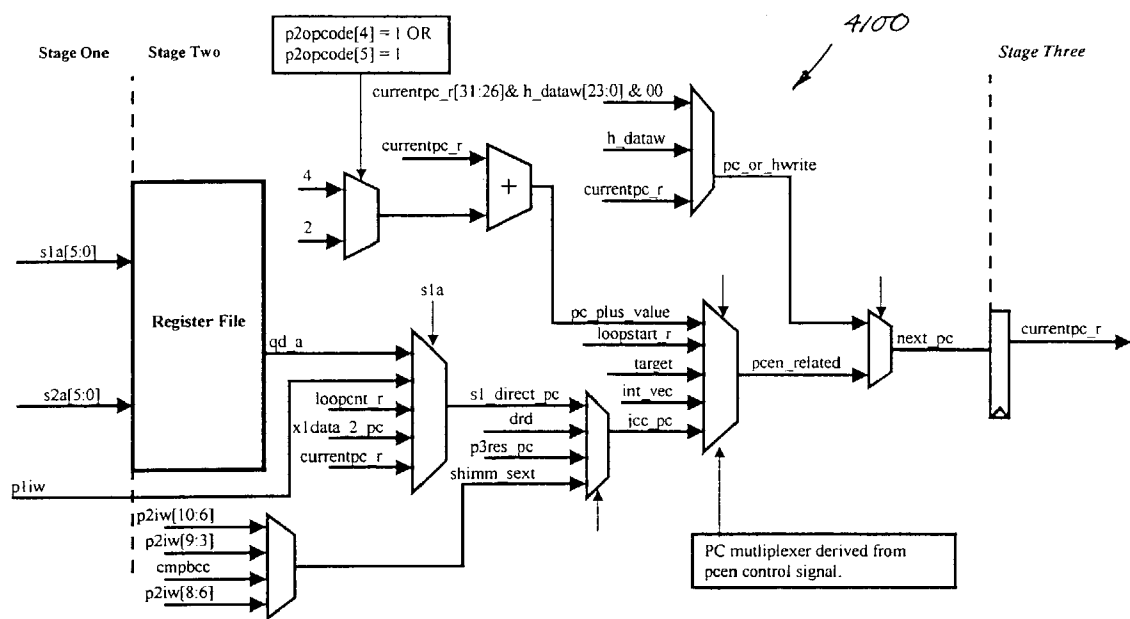 4100
Stage One
Stage Two
Stage Three
p2opcode[4] = 1 OR
p2opcode[5] = 1
currentpc_r[31:26]& h_dataw[23:0] & 00
h_dataw
currentpc_r
pc_or_hwrite
currentpc_r
+
4
2
s1a[5:0]
Register File
s2a[5:0]
qd_a
s1a
loopcnt_r
x1data_2_pc
currentpc_r
p1iw
s1_direct_pc
drd
p3res_pc
shimm_sext
pc_plus_value
loopstart_r
target
int_vec
jcc_pc
pcen_related
next_pc
currentpc_r
p2iw[10:6]
p2iw[9:3]
cmpbcc
p2iw[8:6]
PC mutliplexer derived from
pcen control signal.